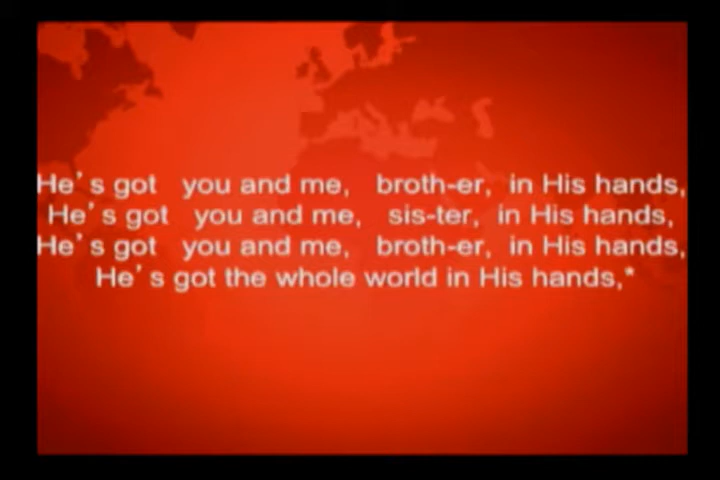 He's got you and me, broth-er, in His hands,
He's got you and me, sis-ter, in His hands,
He's got you and me, broth-er, in His hands,
He's got the whole world in His hands,*